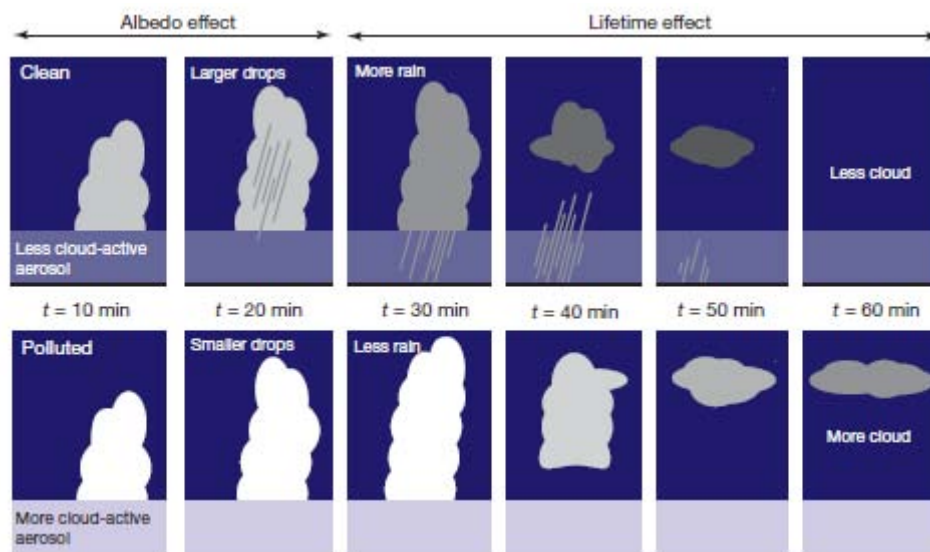 Albedo effect
Lifetime effect
Clean
Larger drops
More rain
Less cloud
Less cloud-active
aerosol
t = 10 min
t = 20 min
t = 30 min
t = 40 min
t = 50 min
t = 60 min
Polluted
Smaller drops
Less rain
More cloud
More cloud-active
aerosol